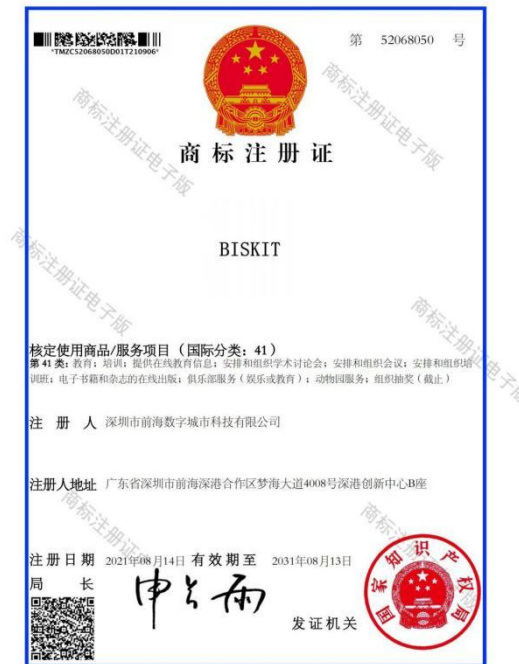 第 52068050 号
*TMZC52068050D01T210906*
商标注册证
BISKIT
核定使用商品/服务项目（国际分类：41）
第41类：教育；培训；提供在线教育信息；安排和组织学术讨论会；安排和组织会议；安排和组织培
训班；电子书籍和杂志的在线出版；俱乐部服务（娱乐或教育）；动物园服务；组织抽奖（截止）
注 册 人 深圳市前海数字城市科技有限公司
注册人地址 广东省深圳市前海深港合作区梦海大道4008号深港创新中心B座
注册日期 2021年08月14日 有效期至 2031年08月13日
局 长 申长雨
发证机关
国家知识产权局
商标注册证电子版
商标注册证电子版
商标注册证电子版
商标注册证电子版
商标注册证电子版
商标注册证电子版